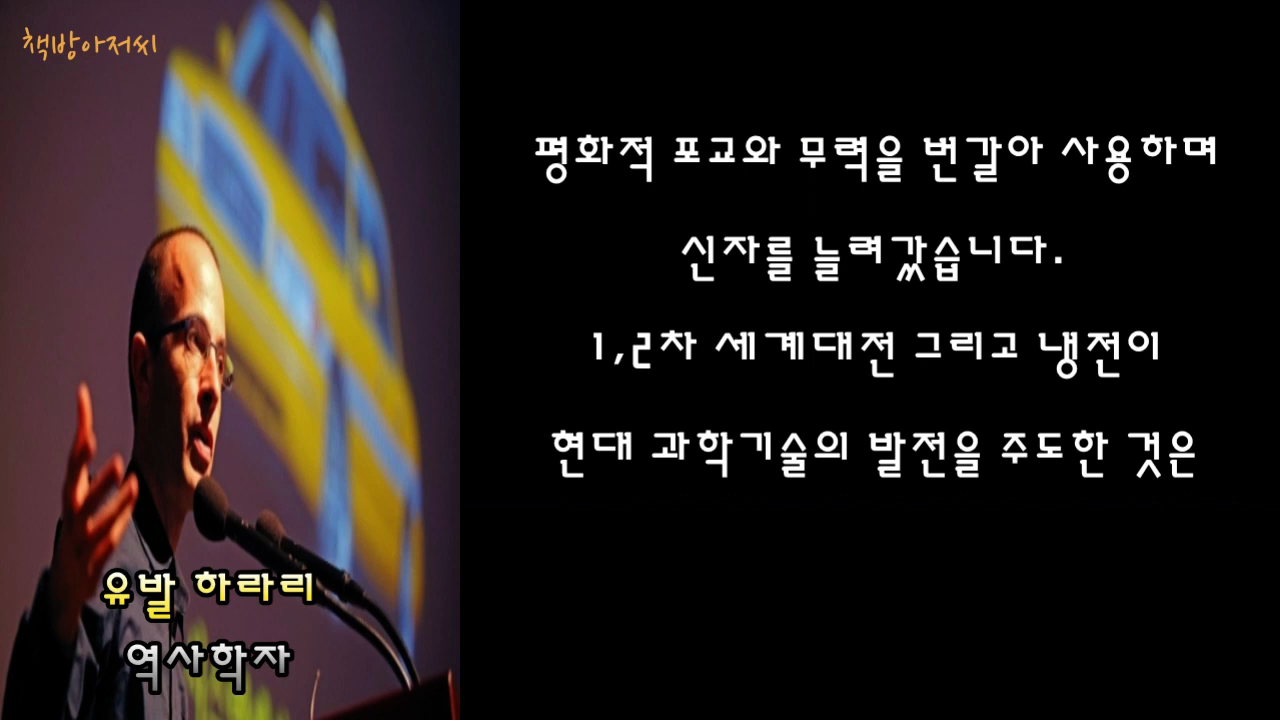 책방아저씨
평화적 포교와 무력을 번갈아 사용하며
신자를 늘려갔습니다.
1,2차 세계대전 그리고 냉전이
현대 과학기술의 발전을 주도한 것은
유발 하라리
역사학자